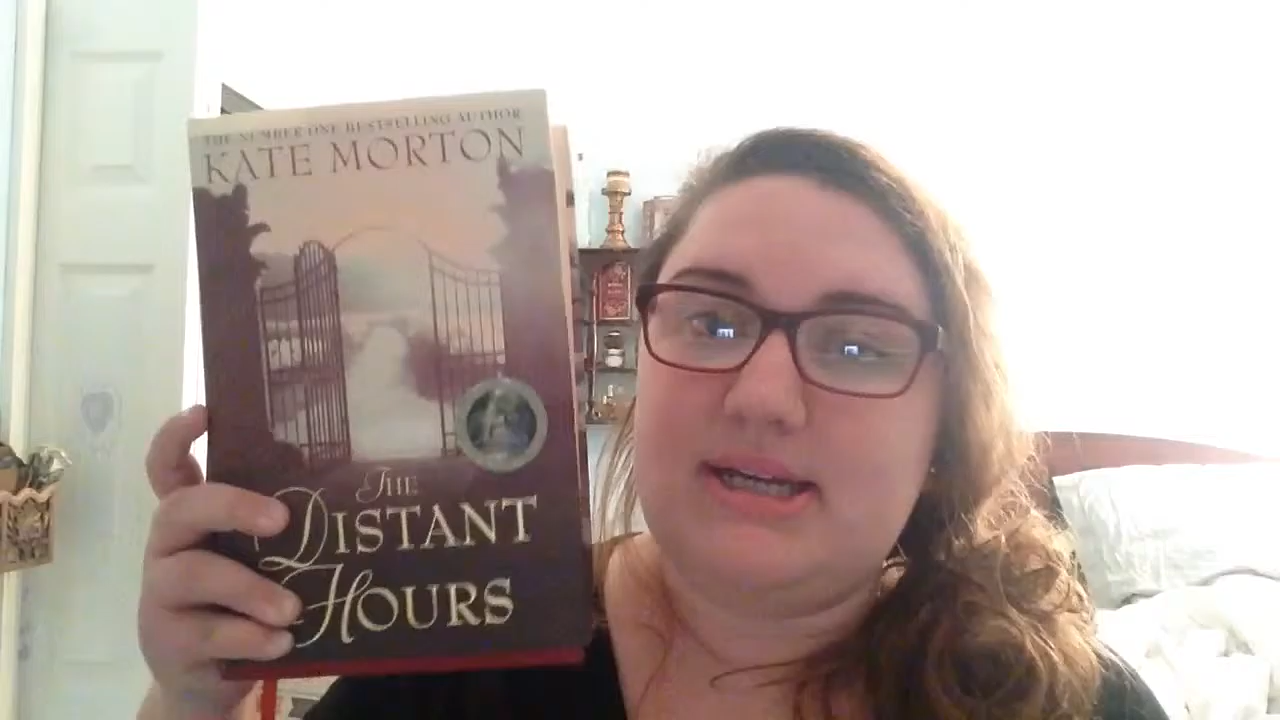 THE NUMBER ONE BESTSELLING AUTHOR
KATE MORTON
THE
DISTANT
HOURS